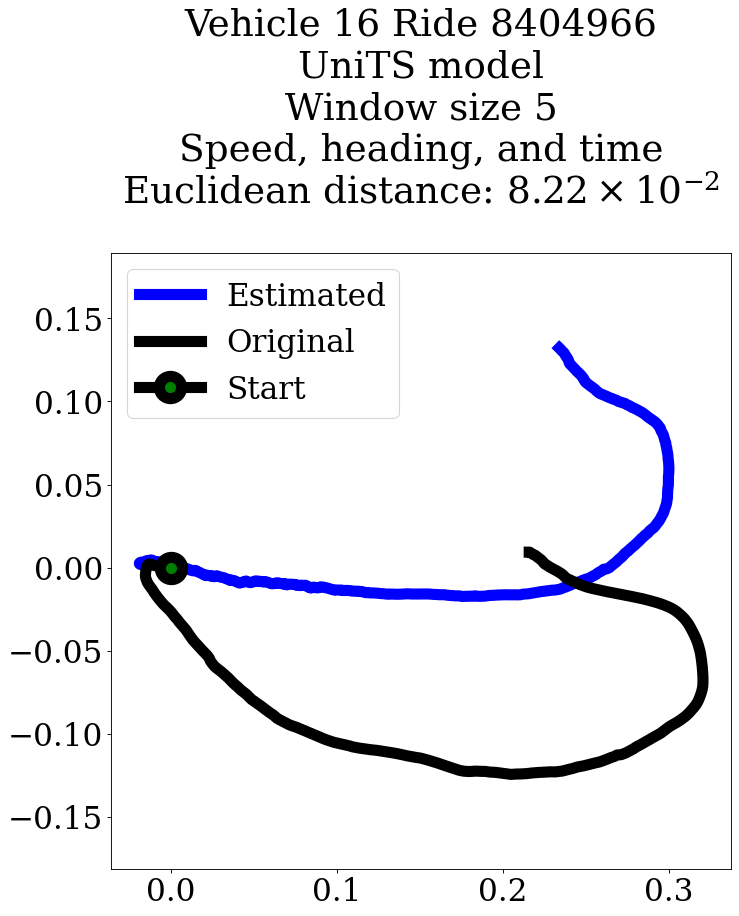 Vehicle 16 Ride 8404966
UniTS model
Window size 5
Speed, heading, and time
Euclidean distance: 8.22 × 10⁻²
Estimated
Original
Start
0.15
0.10
0.05
0.00
−0.05
−0.10
−0.15
0.0 0.1 0.2 0.3